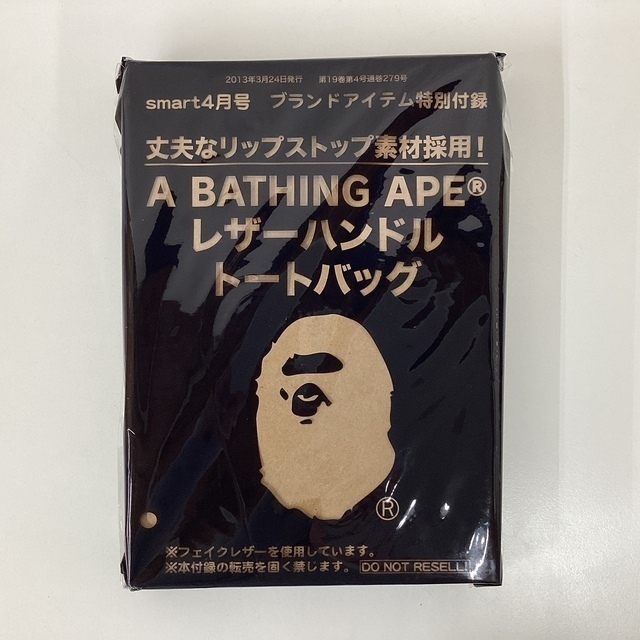 2013年3月24日発行 第19巻第4号通巻279号
smart4月号 ブランドアイテム特別付録
丈夫なリップストップ素材採用!
A BATHING APE®
レザーハンドル
トートバッグ
®
※フェイクレザーを使用しています。
※本付録の転売を固く禁じます。 DO NOT RESELL!